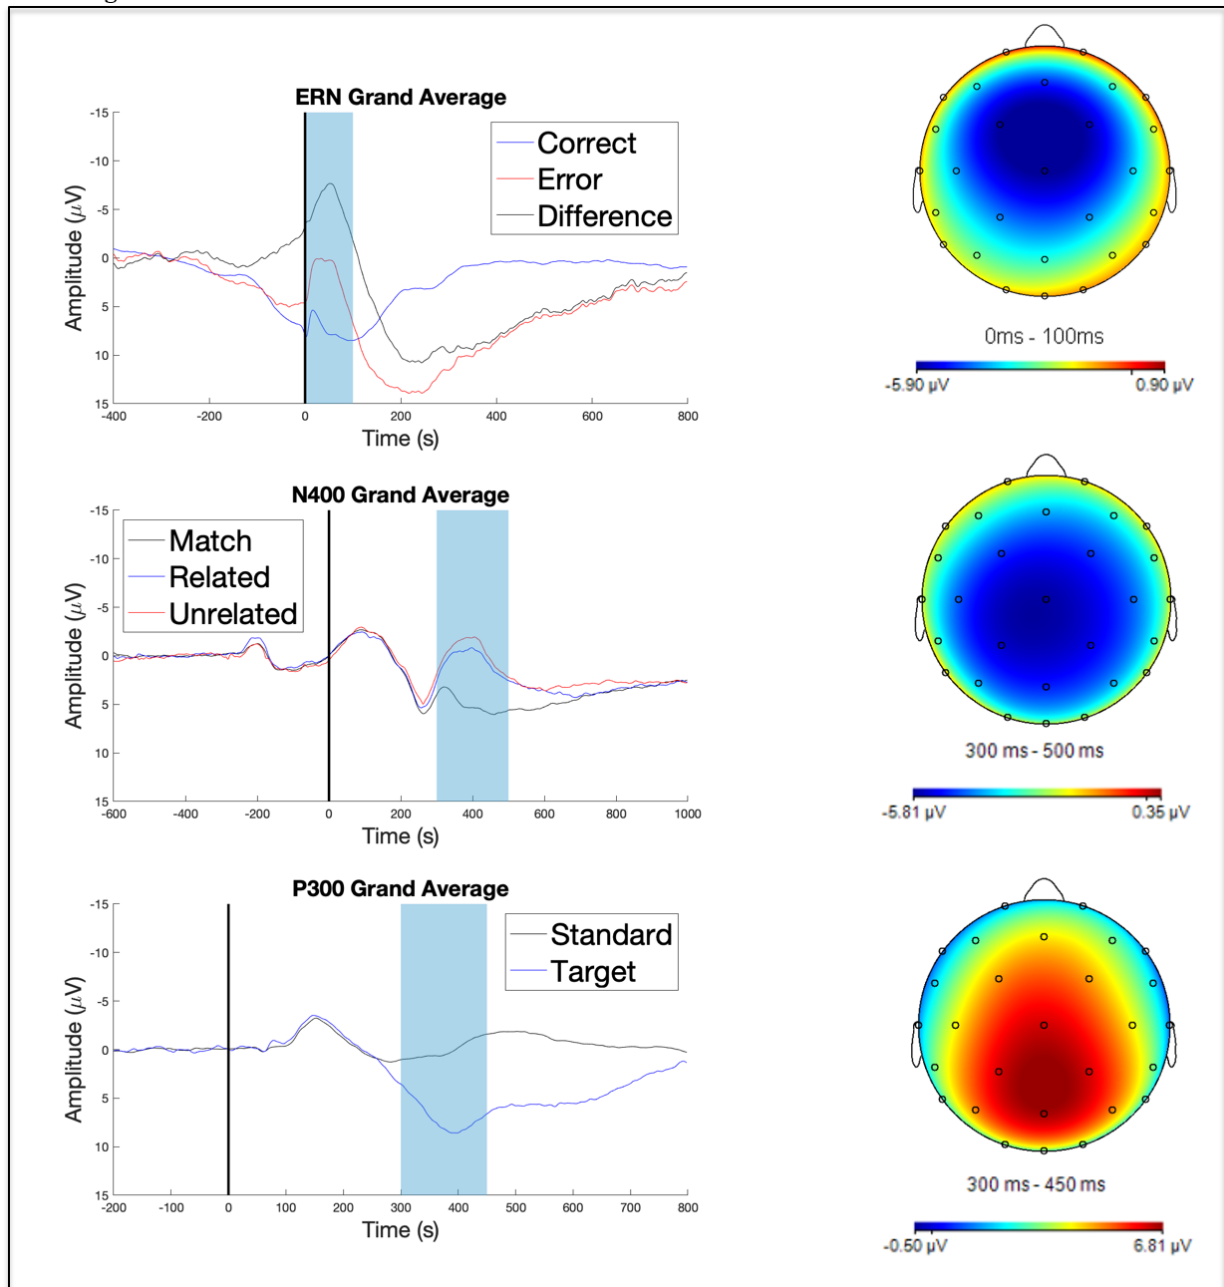 ERN Grand Average
-15
-10
-5
0
5
10
15
Amplitude (μV)
-400
-200
0
200
400
600
800
Time (s)
Correct
Error
Difference
0ms - 100ms
-5.90 μV
0.90 μV
N400 Grand Average
-15
-10
-5
0
5
10
15
Amplitude (μV)
-600
-400
-200
0
200
400
600
800
1000
Time (s)
Match
Related
Unrelated
300 ms - 500 ms
-5.81 μV
0.35 μV
P300 Grand Average
-15
-10
-5
0
5
10
15
Amplitude (μV)
-200
-100
0
100
200
300
400
500
600
700
800
Time (s)
Standard
Target
300 ms - 450 ms
-0.50 μV
6.81 μV